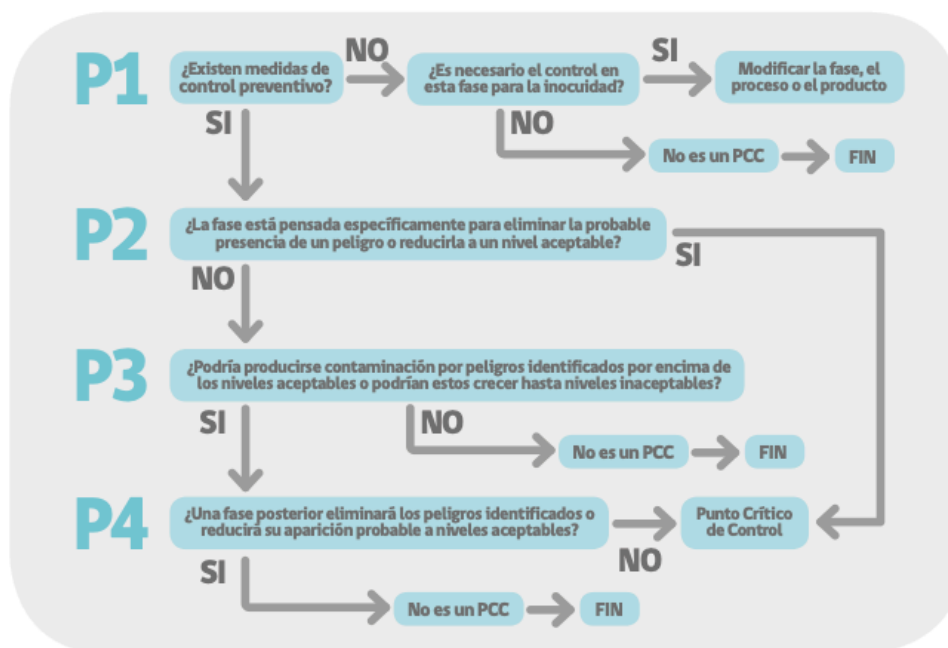 P1
¿Existen medidas de
control preventivo?
NO
¿Es necesario el control en
esta fase para la inocuidad?
SI
Modificar la fase, el
proceso o el producto
SI
NO
No es un PCC
FIN
P2
¿La fase está pensada específicamente para eliminar la probable
presencia de un peligro o reducirla a un nivel aceptable?
SI
NO
P3
¿Podría producirse contaminación por peligros identificados por encima de
los niveles aceptables o podrían estos crecer hasta niveles inaceptables?
SI
NO
No es un PCC
FIN
P4
¿Una fase posterior eliminará los peligros identificados o
reducirá su aparición probable a niveles aceptables?
NO
Punto Crítico
de Control
SI
No es un PCC
FIN